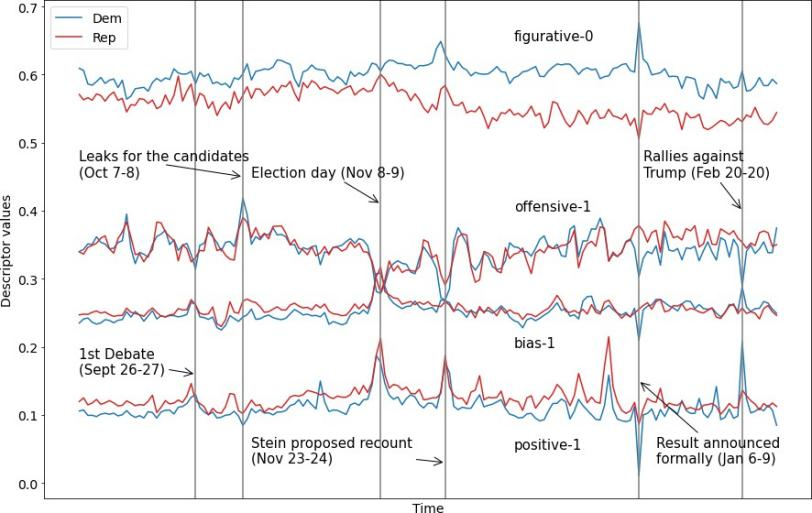 0.7
0.6
0.5
0.4
0.3
0.2
0.1
0.0
Descriptor values
Time
Dem
Rep
figurative-0
Leaks for the candidates
(Oct 7-8)
Election day (Nov 8-9)
Rallies against
Trump (Feb 20-20)
offensive-1
1st Debate
(Sept 26-27)
bias-1
Stein proposed recount
(Nov 23-24)
positive-1
Result announced
formally (Jan 6-9)